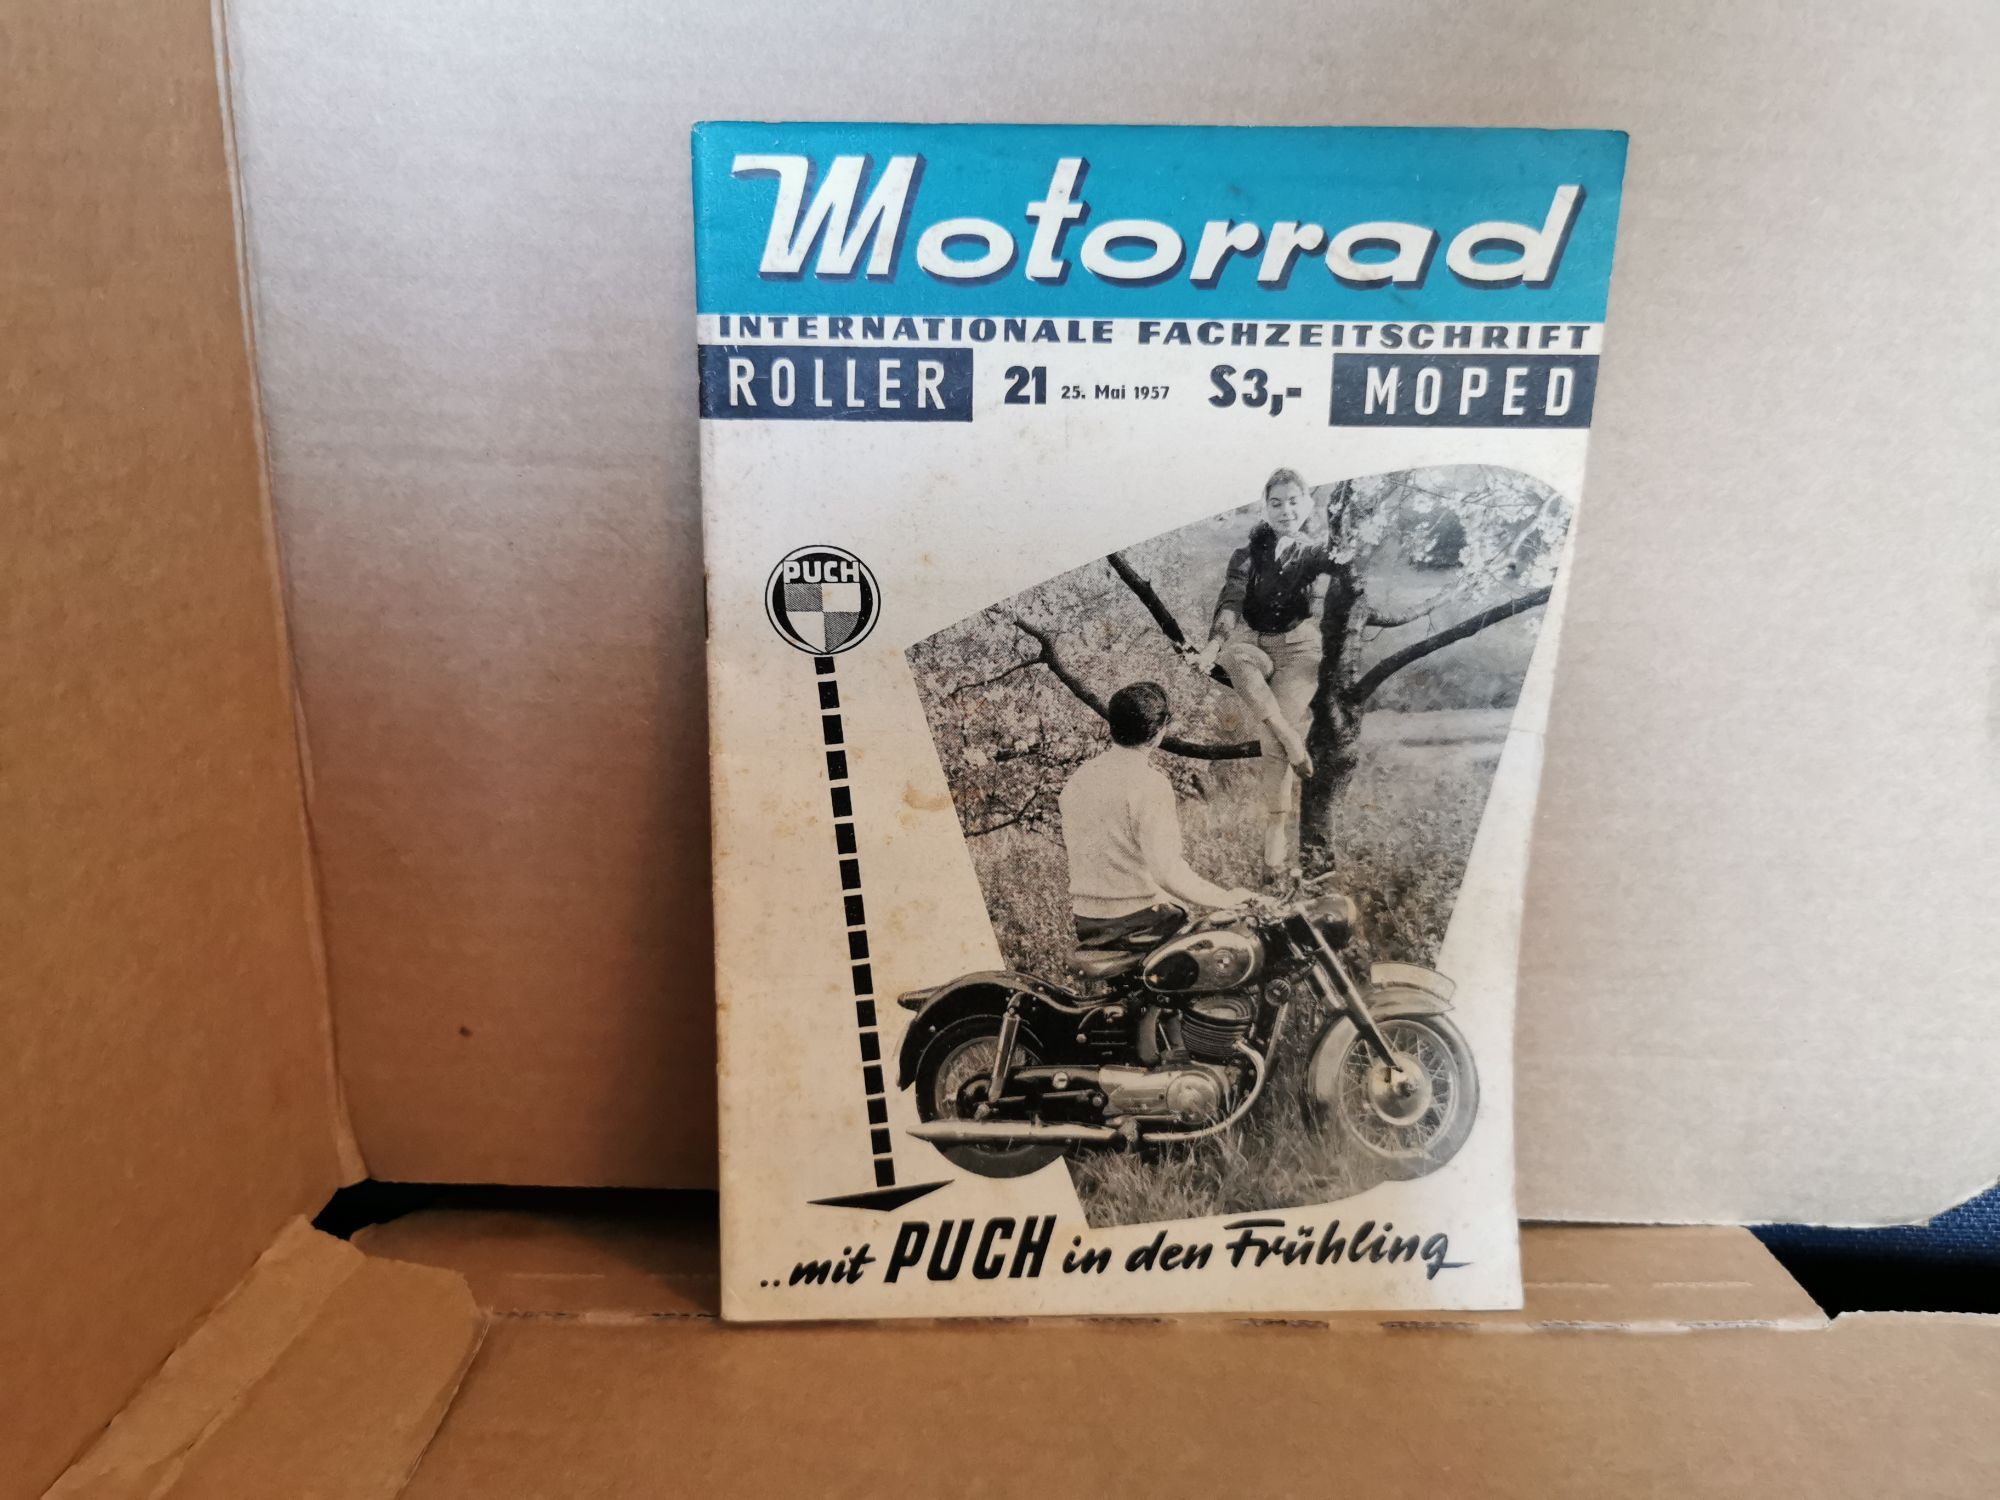 Motorrad
INTERNATIONALE FACHZEITSCHRIFT
ROLLER 21 25. Mai 1957 S3,- MOPED
PUCH
..mit PUCH in den Frühling